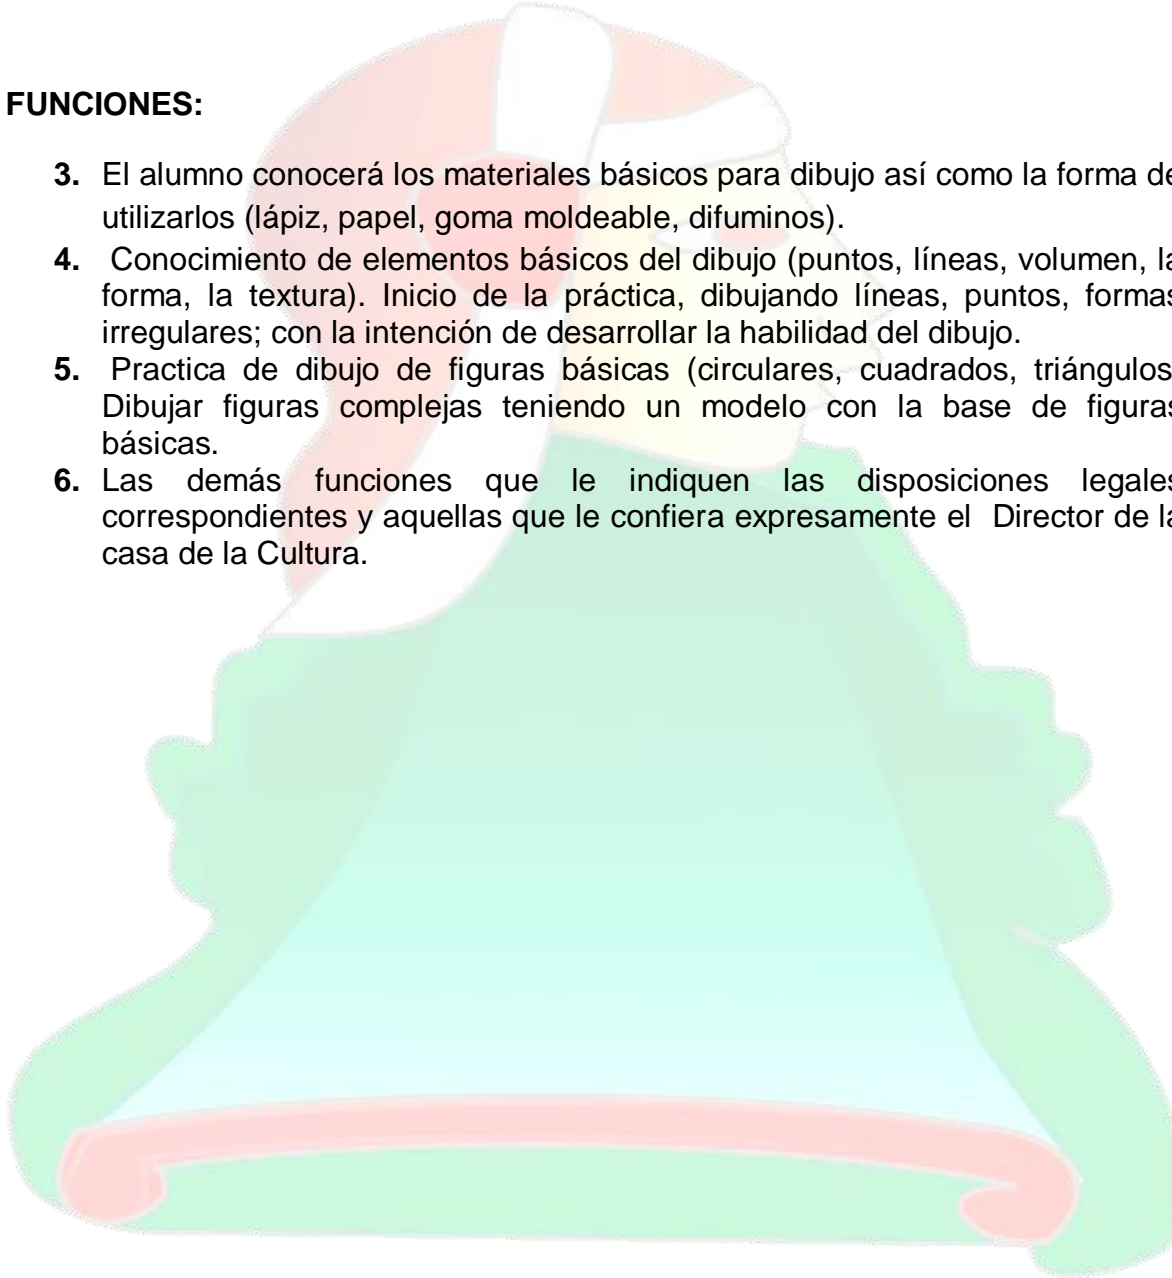 FUNCIONES:
3. El alumno conocerá los materiales básicos para dibujo así como la forma de
utilizarlos (lápiz, papel, goma moldeable, difuminos).
4. Conocimiento de elementos básicos del dibujo (puntos, líneas, volumen, la
forma, la textura). Inicio de la práctica, dibujando líneas, puntos, formas
irregulares; con la intención de desarrollar la habilidad del dibujo.
5. Practica de dibujo de figuras básicas (circulares, cuadrados, triángulos
Dibujar figuras complejas teniendo un modelo con la base de figuras
básicas.
6. Las demás funciones que le indiquen las disposiciones legales
correspondientes y aquellas que le confiera expresamente el Director de la
casa de la Cultura.